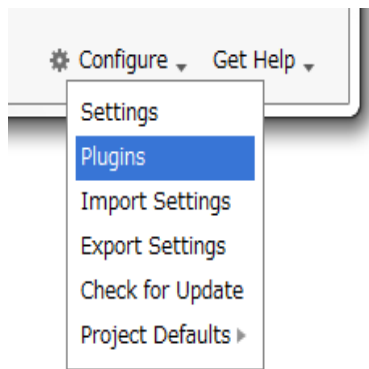 Configure Get Help
Settings
Plugins
Import Settings
Export Settings
Check for Update
Project Defaults